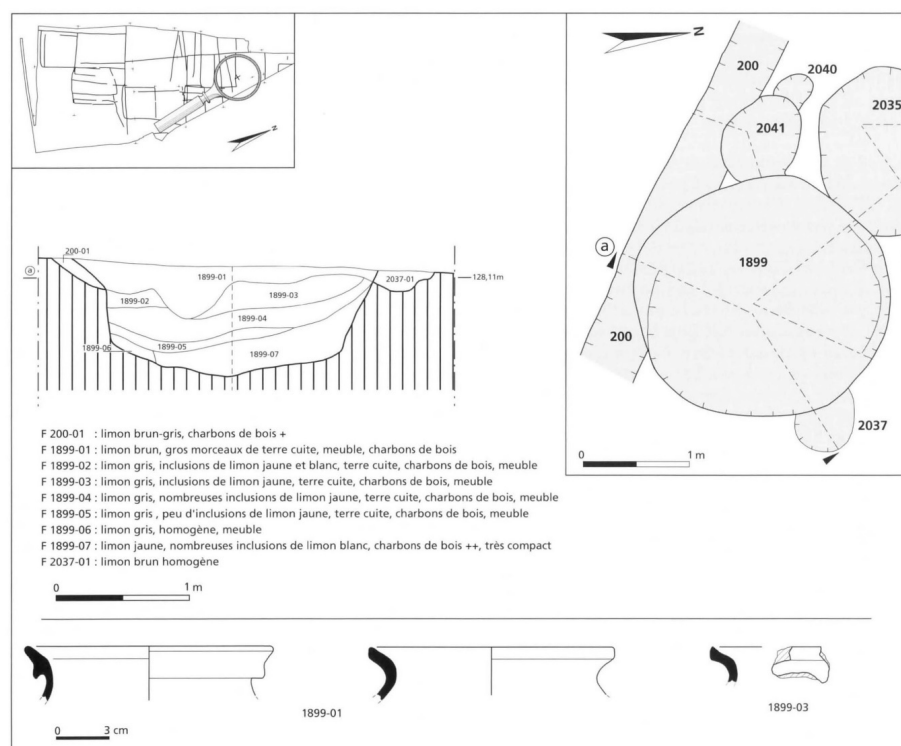 N
N
200
2040
2041
2035
a
1899
200
2037
0 1 m
200-01
a
1899-01
2037-01
128,11m
1899-02
1899-03
1899-04
1899-06
1899-05
1899-07
F 200-01 : limon brun-gris, charbons de bois +
F 1899-01 : limon brun, gros morceaux de terre cuite, meuble, charbons de bois
F 1899-02 : limon gris, inclusions de limon jaune et blanc, terre cuite, charbons de bois, meuble
F 1899-03 : limon gris, inclusions de limon jaune, terre cuite, charbons de bois, meuble
F 1899-04 : limon gris, nombreuses inclusions de limon jaune, terre cuite, charbons de bois, meuble
F 1899-05 : limon gris , peu d'inclusions de limon jaune, terre cuite, charbons de bois, meuble
F 1899-06 : limon gris, homogène, meuble
F 1899-07 : limon jaune, nombreuses inclusions de limon blanc, charbons de bois ++, très compact
F 2037-01 : limon brun homogène
0 1 m
1899-01
1899-03
0 3 cm